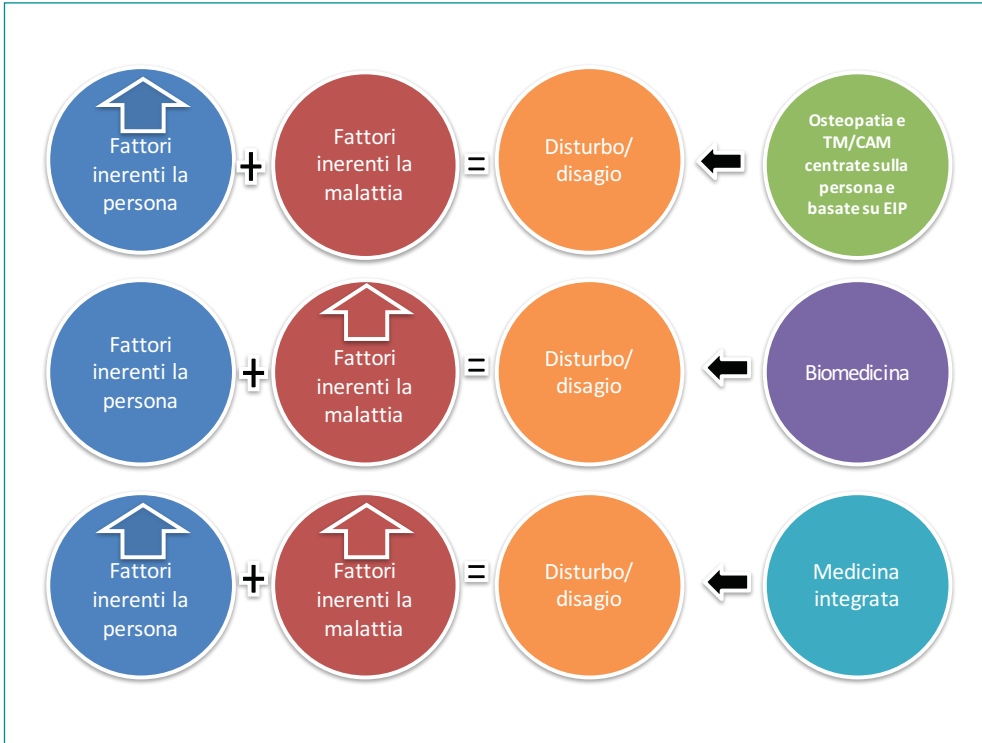 Fattori
inerenti la
persona
+
Fattori
inerenti la
malattia
=
Disturbo/
disagio
Osteopatia e
TM/CAM
centrate sulla
persona e
basate su EIP
Fattori
inerenti la
persona
+
Fattori
inerenti la
malattia
=
Disturbo/
disagio
Biomedicina
Fattori
inerenti la
persona
+
Fattori
inerenti la
malattia
=
Disturbo/
disagio
Medicina
integrata